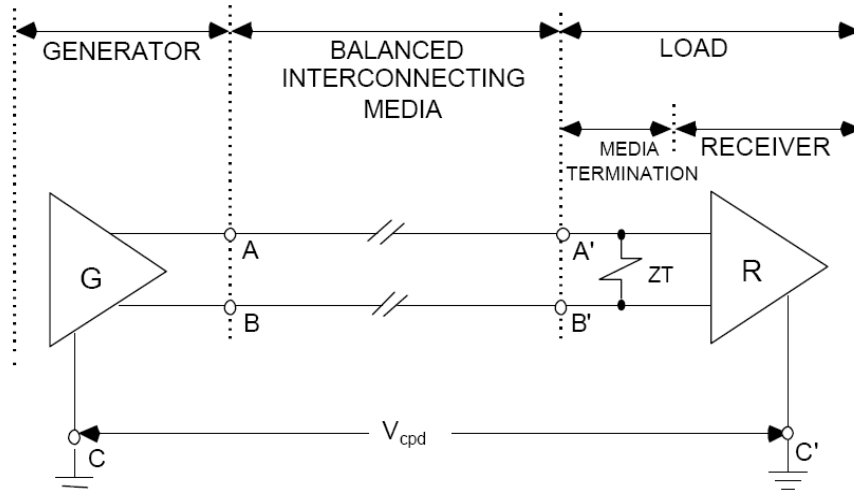 GENERATOR
BALANCED
INTERCONNECTING
MEDIA
LOAD
MEDIA
TERMINATION
RECEIVER
G
A
B
A'
B'
ZT
R
C
Vcpd
C'